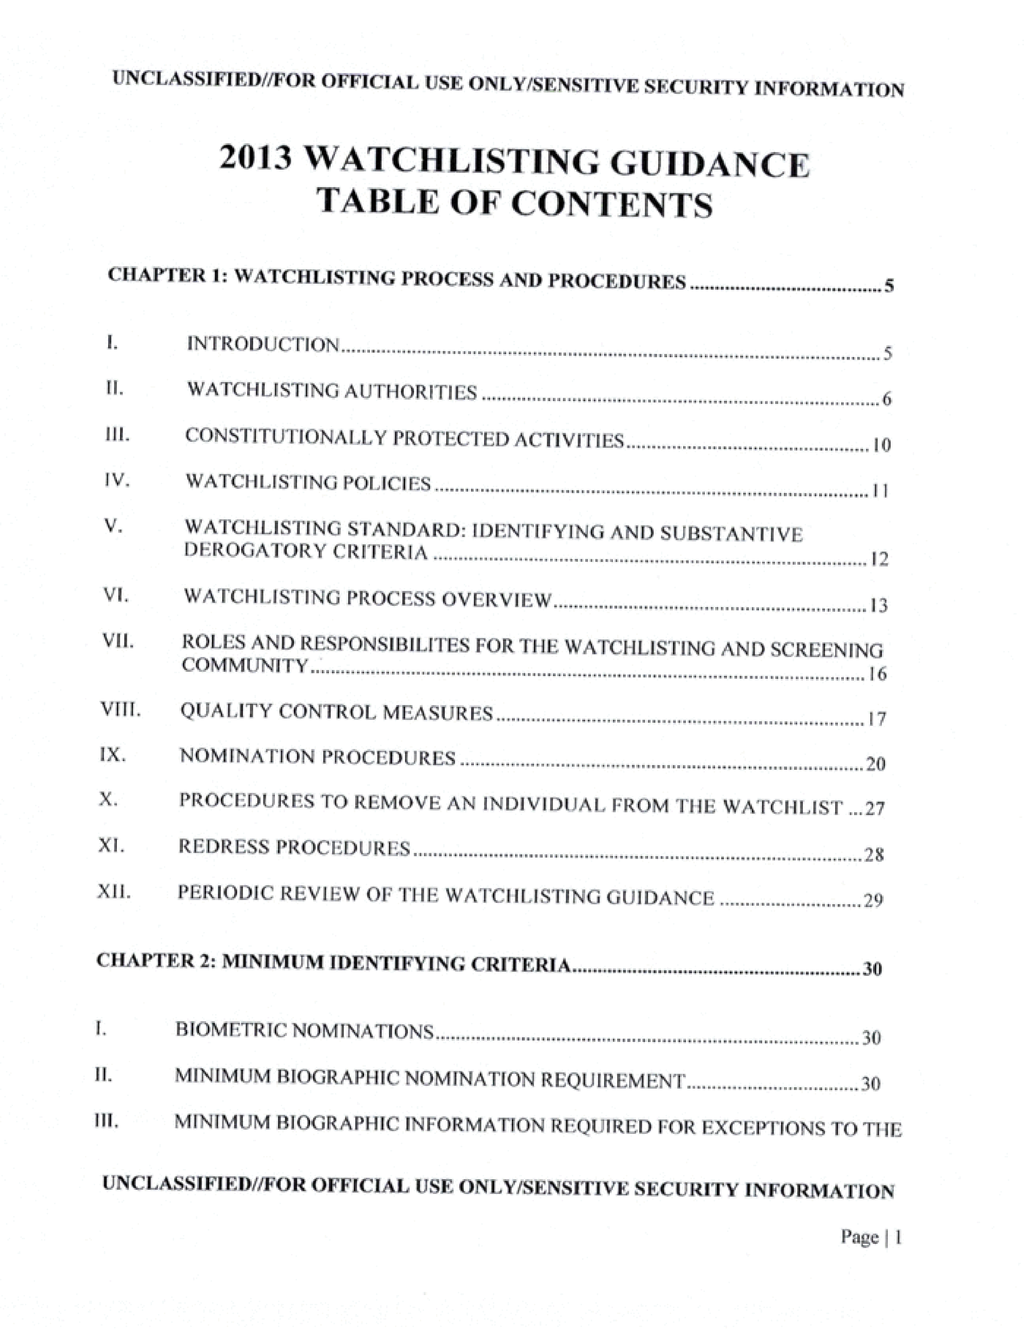 UNCLASSIFIED//FOR OFFICIAL USE ONLY/SENSITIVE SECURITY INFORMATION
2013 WATCHLISTING GUIDANCE
TABLE OF CONTENTS
CHAPTER 1: WATCHLISTING PROCESS AND PROCEDURES ........................................ 5
I. INTRODUCTION ........................................ 5
II. WATCHLISTING AUTHORITIES ........................................ 6
III. CONSTITUTIONALLY PROTECTED ACTIVITIES ........................................ 10
IV. WATCHLISTING POLICIES ........................................ 11
V. WATCHLISTING STANDARD: IDENTIFYING AND SUBSTANTIVE
DEROGATORY CRITERIA ........................................ 12
VI. WATCHLISTING PROCESS OVERVIEW ........................................ 13
VII. ROLES AND RESPONSIBILITES FOR THE WATCHLISTING AND SCREENING
COMMUNITY ........................................ 16
VIII. QUALITY CONTROL MEASURES ........................................ 17
IX. NOMINATION PROCEDURES ........................................ 20
X. PROCEDURES TO REMOVE AN INDIVIDUAL FROM THE WATCHLIST ... 27
XI. REDRESS PROCEDURES ........................................ 28
XII. PERIODIC REVIEW OF THE WATCHLISTING GUIDANCE ........................................ 29
CHAPTER 2: MINIMUM IDENTIFYING CRITERIA ........................................ 30
I. BIOMETRIC NOMINATIONS ........................................ 30
II. MINIMUM BIOGRAPHIC NOMINATION REQUIREMENT ........................................ 30
III. MINIMUM BIOGRAPHIC INFORMATION REQUIRED FOR EXCEPTIONS TO THE
UNCLASSIFIED//FOR OFFICIAL USE ONLY/SENSITIVE SECURITY INFORMATION
Page | 1